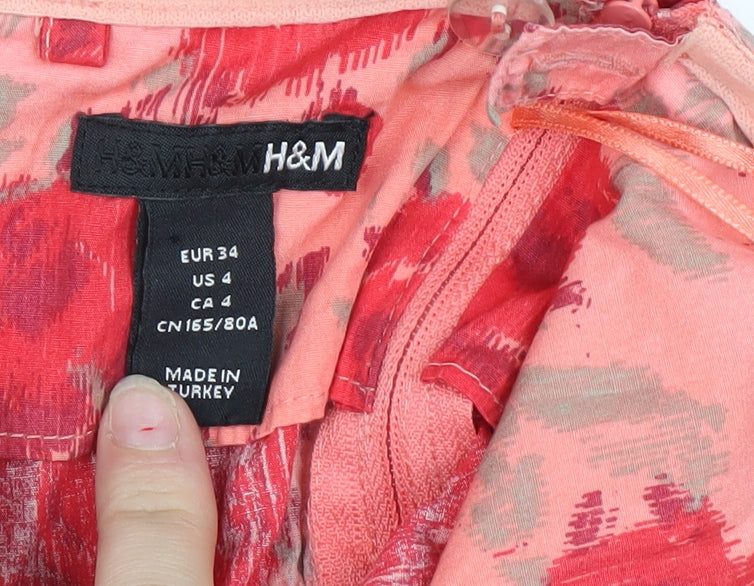 H&M H&M H&M
EUR 34
US 4
CA 4
CN 165/80A
MADE IN
TURKEY